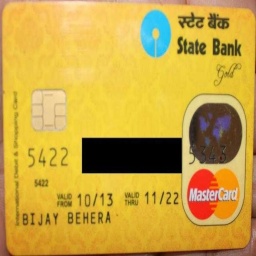 स्टेट बैंक
State Bank
Gold
International Debit & Shopping Card
5422
5422
VALID FROM 10/13 VALID THRU 11/22
BIJAY BEHERA
MasterCard